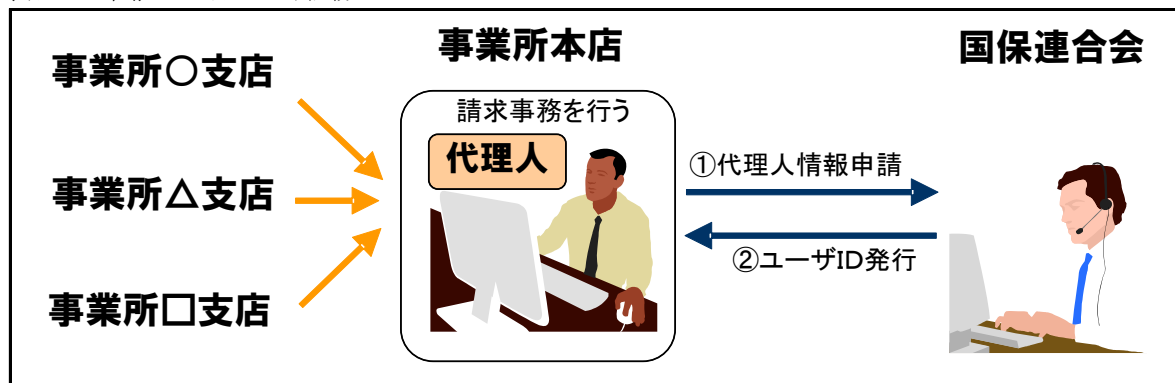 事業所○支店
事業所△支店
事業所□支店
事業所本店
請求事務を行う
代理人
①代理人情報申請
②ユーザID発行
国保連合会